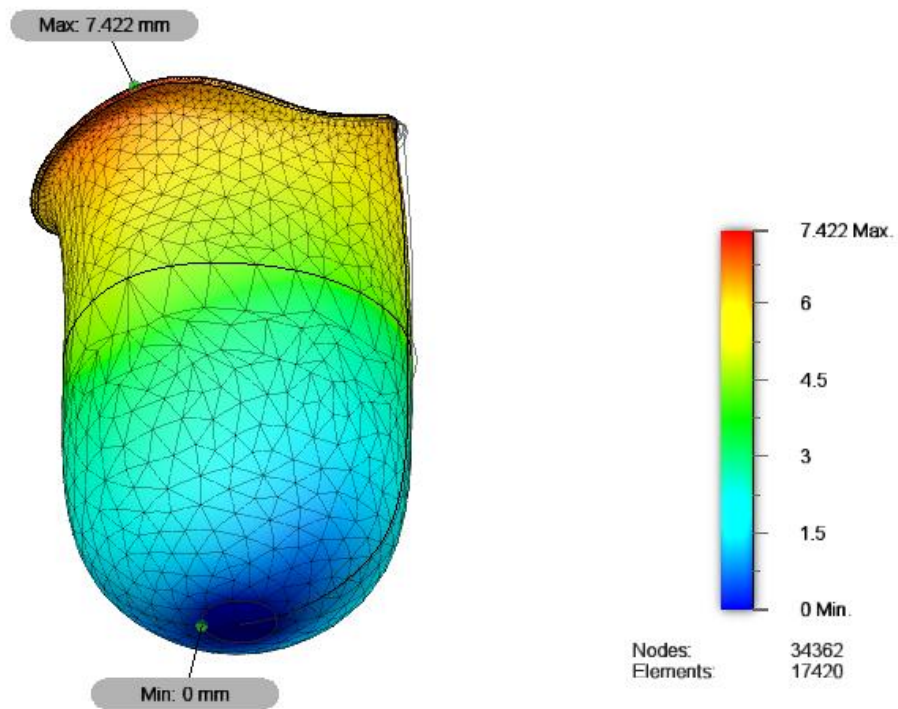 Max: 7.422 mm
7.422 Max.
6
4.5
3
1.5
0 Min.
Nodes: 34362
Elements: 17420
Min: 0 mm